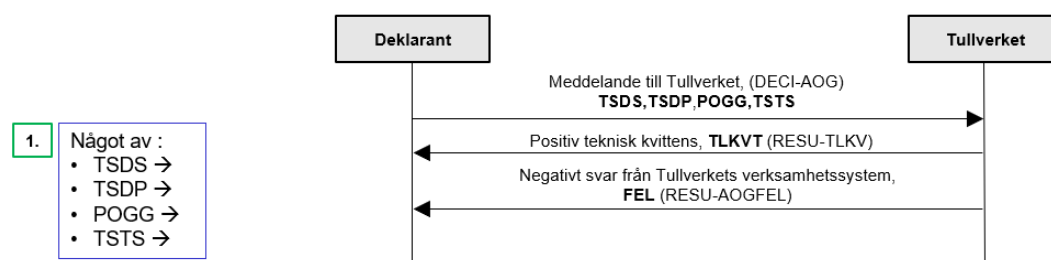 Deklarant
Tullverket
Meddelande till Tullverket, (DECI-AOG)
TSDS,TSDP,POGG,TSTS
1.
Något av :
• TSDS →
• TSDP →
• POGG →
• TSTS →
Positiv teknisk kvittens, TLKVT (RESU-TLKV)
Negativt svar från Tullverkets verksamhetssystem,
FEL (RESU-AOGFEL)